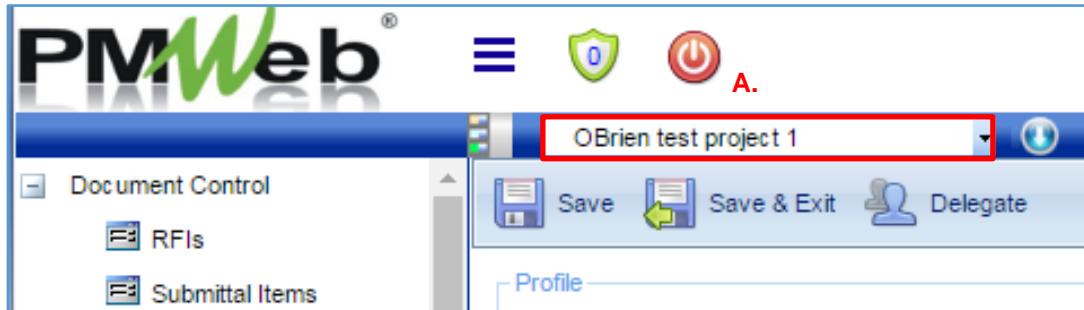 PMWeb®
0
A.
OBrien test project 1
Document Control
Save Save & Exit Delegate
RFIs
Profile
Submittal Items